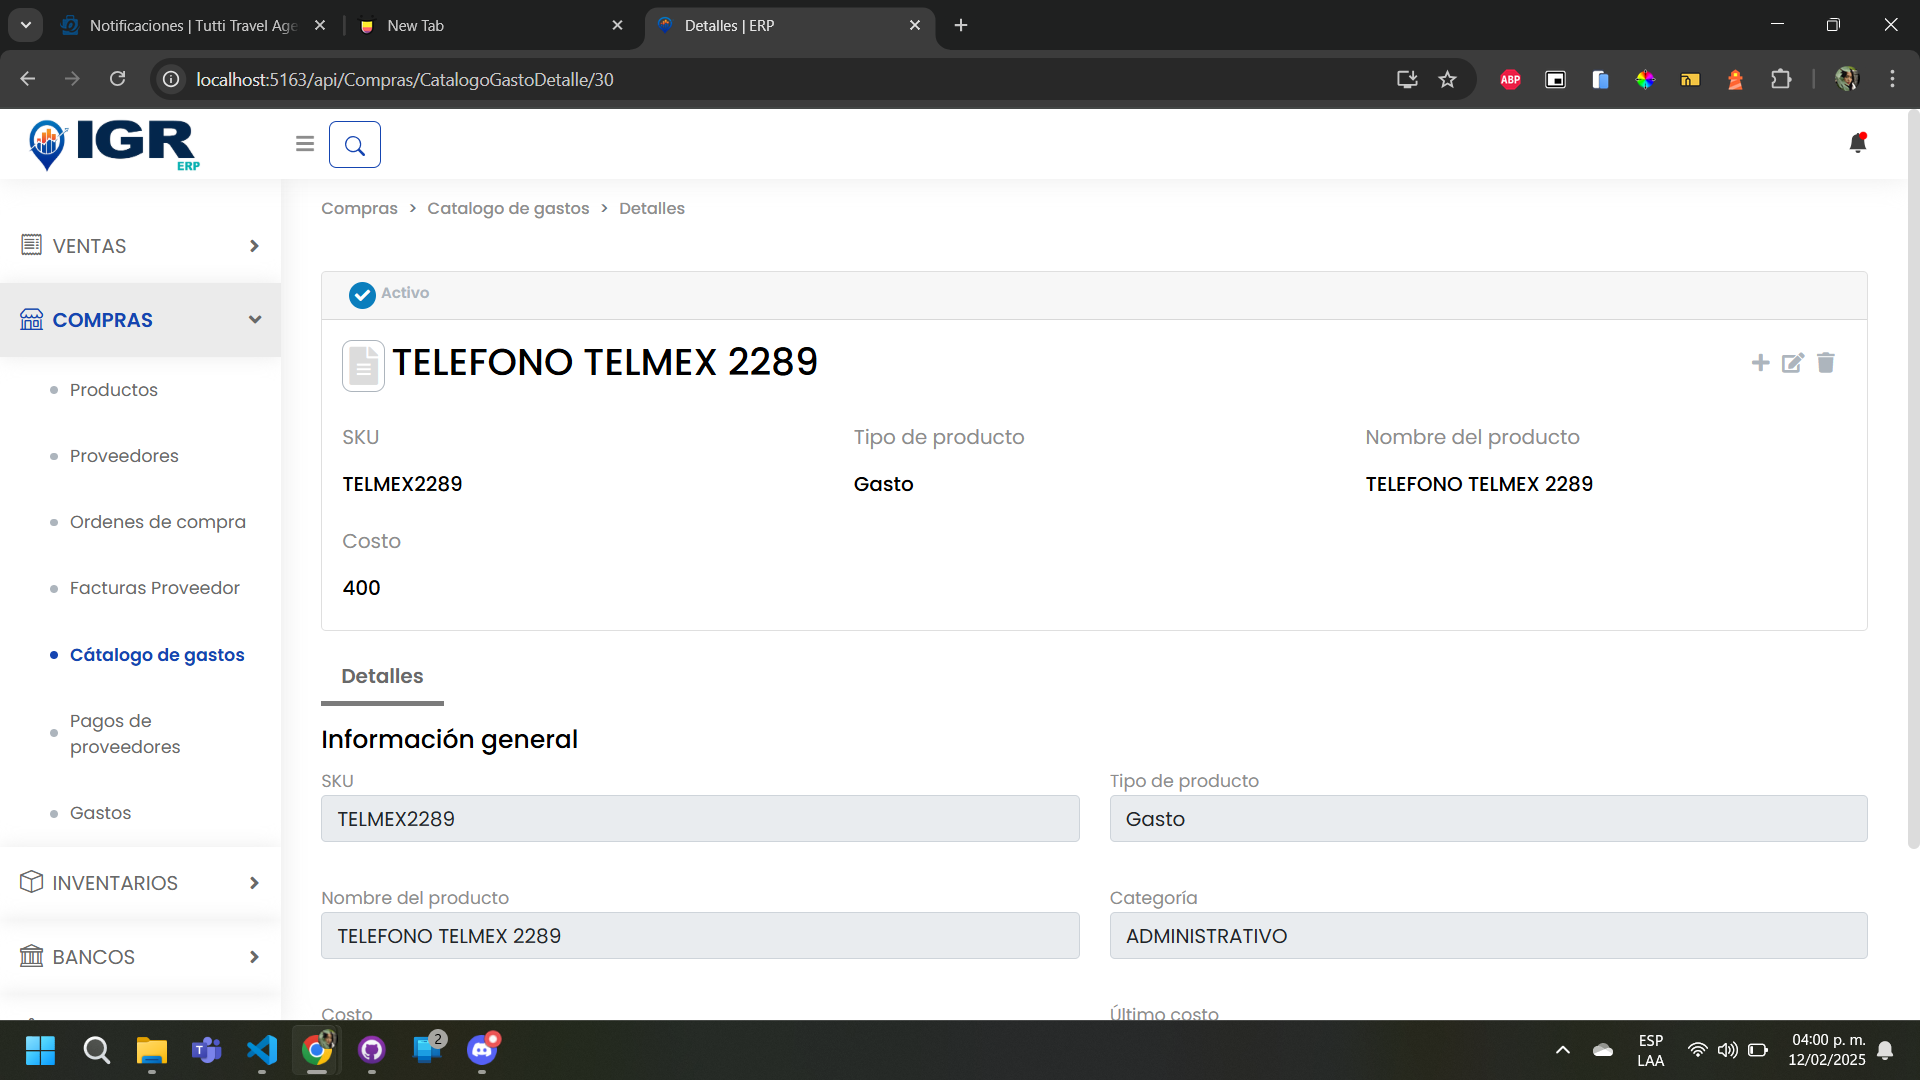 Notificaciones | Tutti Travel Age
New Tab
Detalles | ERP
localhost:5163/api/Compras/CatalogoGastoDetalle/30
ABP
IGR
ERP
Compras > Catalogo de gastos > Detalles
VENTAS
COMPRAS
Productos
Proveedores
Ordenes de compra
Facturas Proveedor
Cátalogo de gastos
Pagos de
proveedores
Gastos
INVENTARIOS
BANCOS
Activo
TELEFONO TELMEX 2289
SKU
Tipo de producto
Nombre del producto
TELMEX2289
Gasto
TELEFONO TELMEX 2289
Costo
400
Detalles
Información general
SKU
Tipo de producto
TELMEX2289
Gasto
Nombre del producto
Categoría
TELEFONO TELMEX 2289
ADMINISTRATIVO
Costo
Último costo
2
ESP
LAA
04:00 p. m.
12/02/2025